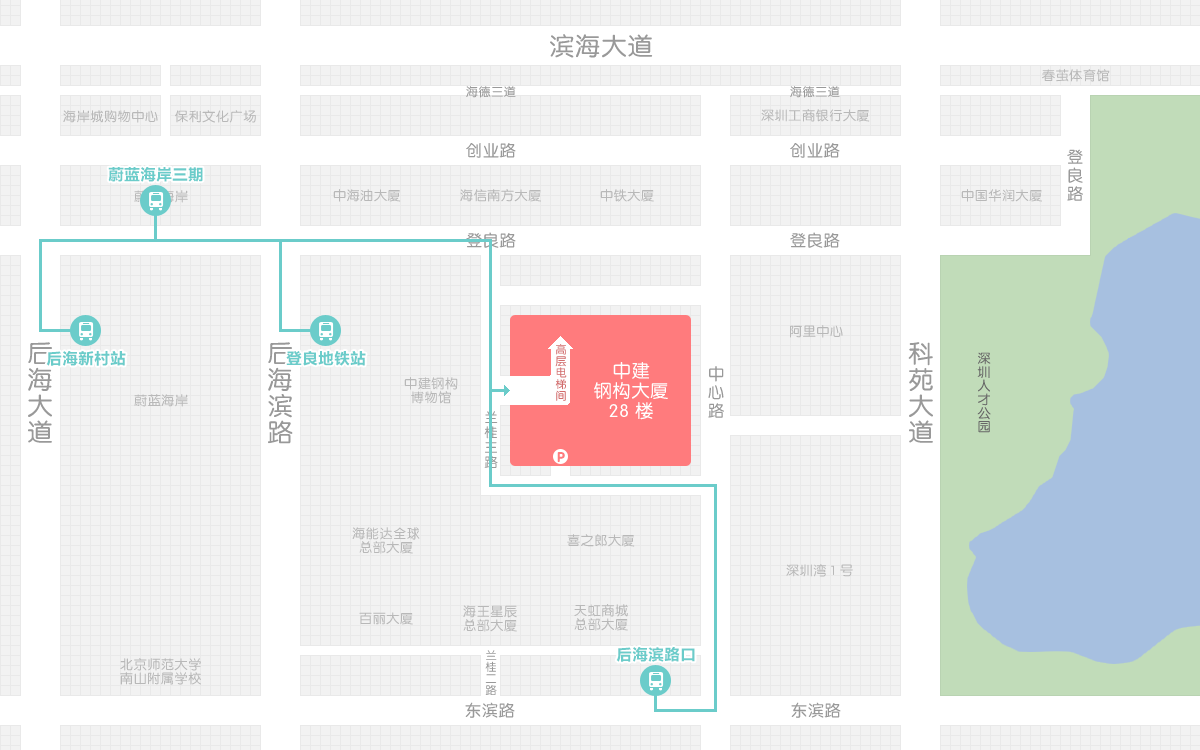 滨海大道
春茧体育馆
海德三道
海德三道
海岸城购物中心
保利文化广场
深圳工商银行大厦
创业路
创业路
登良路
蔚蓝海岸三期
中海油大厦
海信南方大厦
中铁大厦
中国华润大厦
登良路
登良路
后海新村站
登良地铁站
后海大道
后海滨路
蔚蓝海岸
中建钢构
博物馆
兰桂三路
高层电梯间
中建
钢构大厦
28 楼
P
中心路
阿里中心
科苑大道
深圳人才公园
海能达全球
总部大厦
喜之郎大厦
深圳湾1号
百丽大厦
海王星辰
总部大厦
天虹商城
总部大厦
北京师范大学
南山附属学校
兰桂二路
后海滨路口
东滨路
东滨路